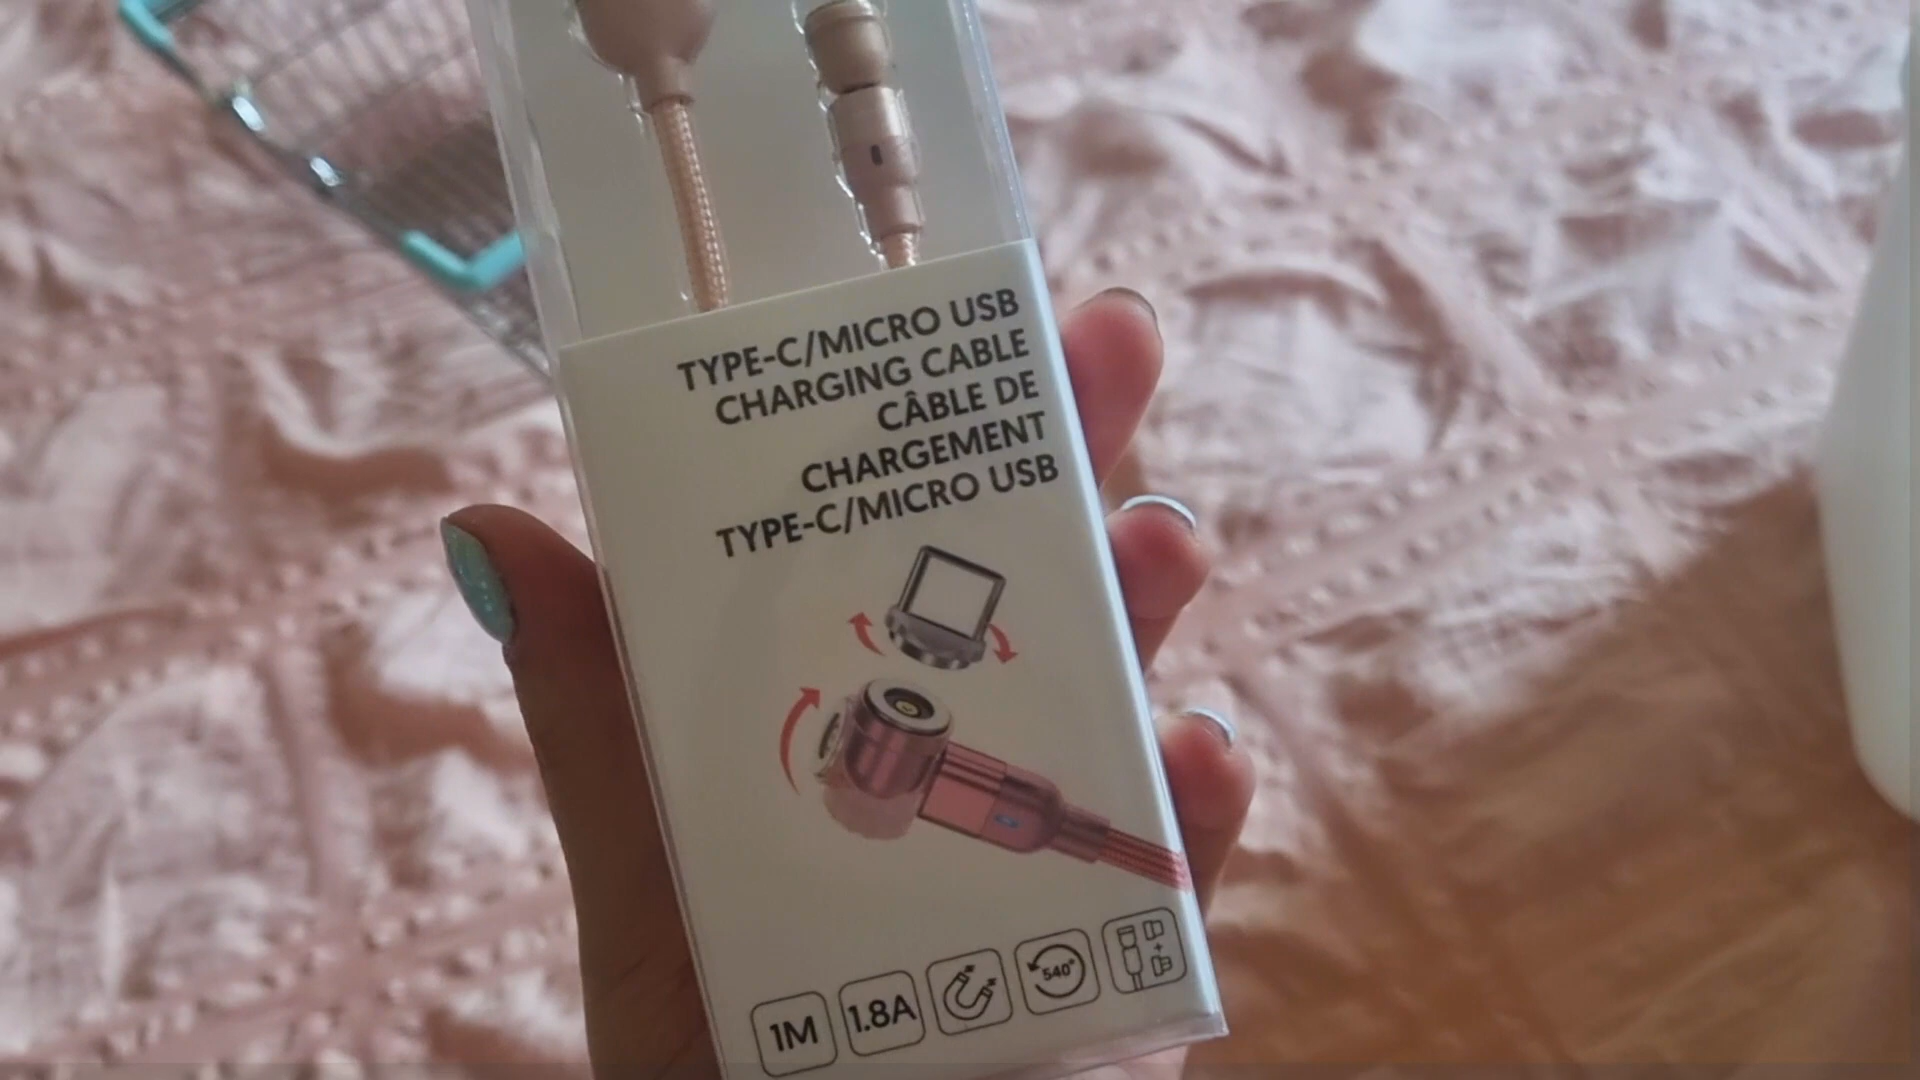 TYPE-C/MICRO USB
CHARGING CABLE
CÂBLE DE
CHARGEMENT
TYPE-C/MICRO USB
1M 1.8A 540°